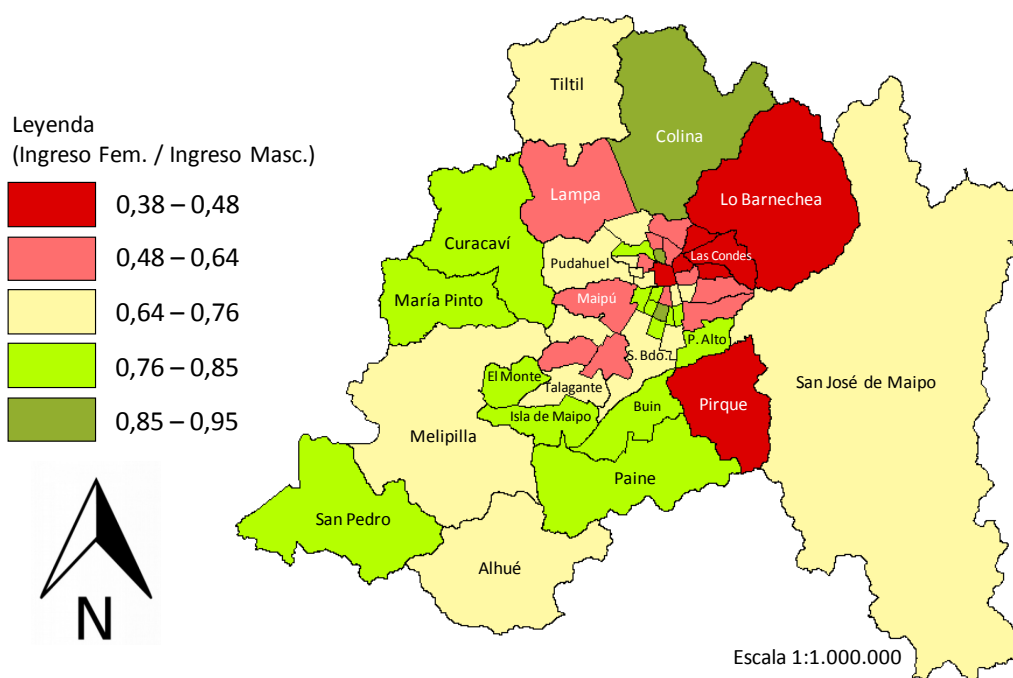 Leyenda
(Ingreso Fem. / Ingreso Masc.)
0,38 – 0,48
0,48 – 0,64
0,64 – 0,76
0,76 – 0,85
0,85 – 0,95
N
Tiltil
Colina
Lampa
Lo Barnechea
Curacaví
Pudahuel
Las Condes
María Pinto
Maipú
S. Bdo.
P. Alto
El Monte
Talagante
San José de Maipo
Isla de Maipo
Buin
Pirque
Melipilla
Paine
San Pedro
Alhué
Escala 1:1.000.000